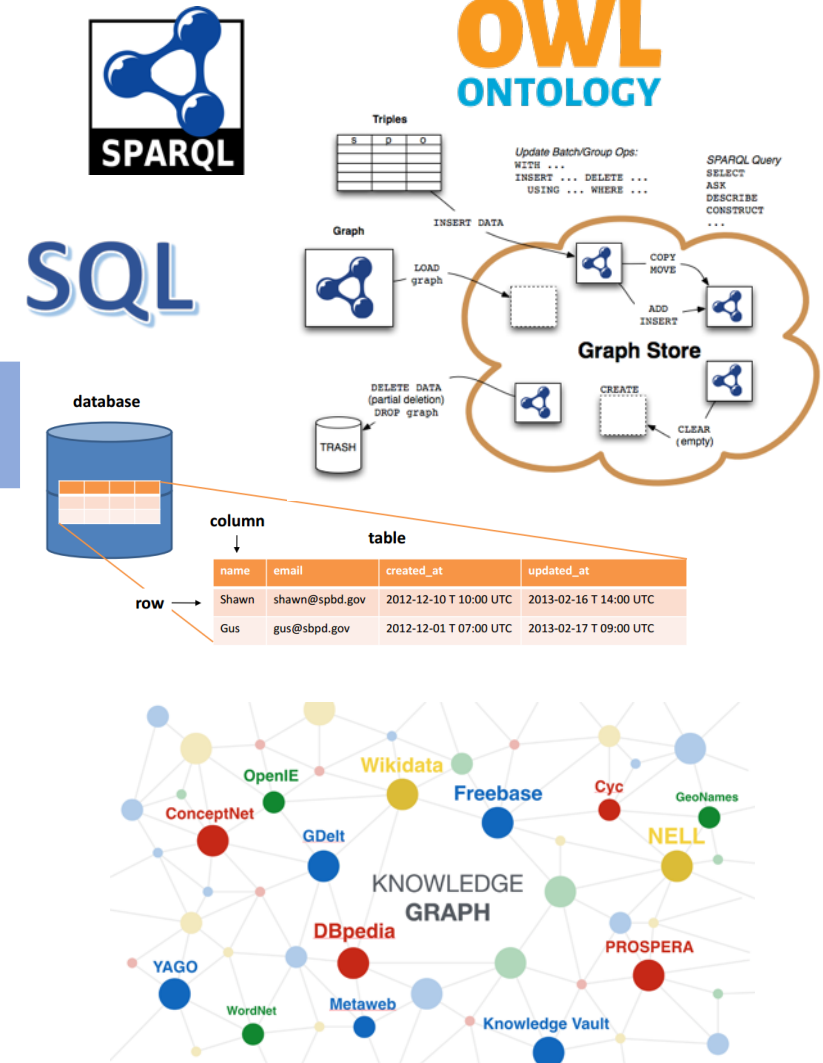 SPARQL
OWL
ONTOLOGY
Triples
S P O
Update Batch/Group Ops:
WITH ...
INSERT ... DELETE ...
USING ... WHERE ...
SPARQL Query
SELECT
ASK
DESCRIBE
CONSTRUCT
...
INSERT DATA
Graph
LOAD
graph
COPY
MOVE
ADD
INSERT
Graph Store
SQL
DELETE DATA
(partial deletion)
DROP graph
TRASH
CREATE
CLEAR
(empty)
database
column
table
row
name email created_at updated_at
Shawn shawn@spbd.gov 2012-12-10 T 10:00 UTC 2013-02-16 T 14:00 UTC
Gus gus@sbpd.gov 2012-12-01 T 07:00 UTC 2013-02-17 T 09:00 UTC
OpenIE
Wikidata
Freebase
Cyc
GeoNames
ConceptNet
GDelt
NELL
KNOWLEDGE
GRAPH
DBpedia
PROSPERA
YAGO
WordNet
Metaweb
Knowledge Vault